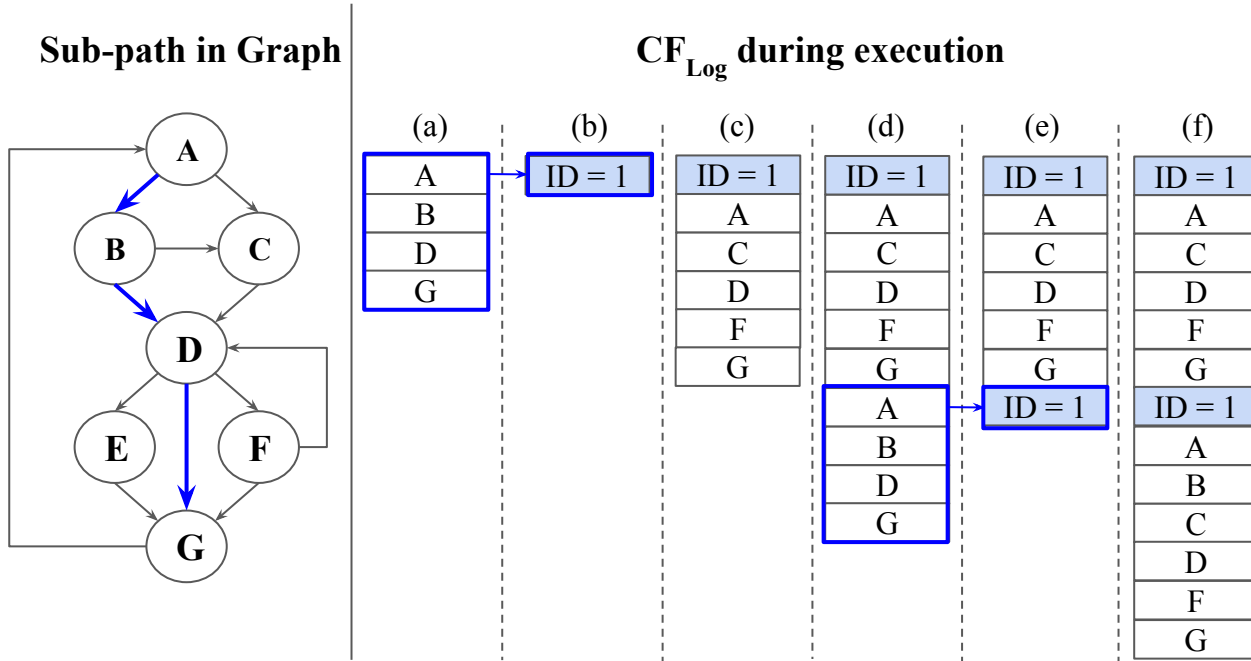 Sub-path in Graph
CF_Log during execution
A
B
C
D
E
F
G
(a)
A
B
D
G
(b)
ID = 1
(c)
ID = 1
A
C
D
F
G
(d)
ID = 1
A
C
D
F
G
A
B
D
G
(e)
ID = 1
A
C
D
F
G
ID = 1
(f)
ID = 1
A
C
D
F
G
ID = 1
A
B
C
D
F
G